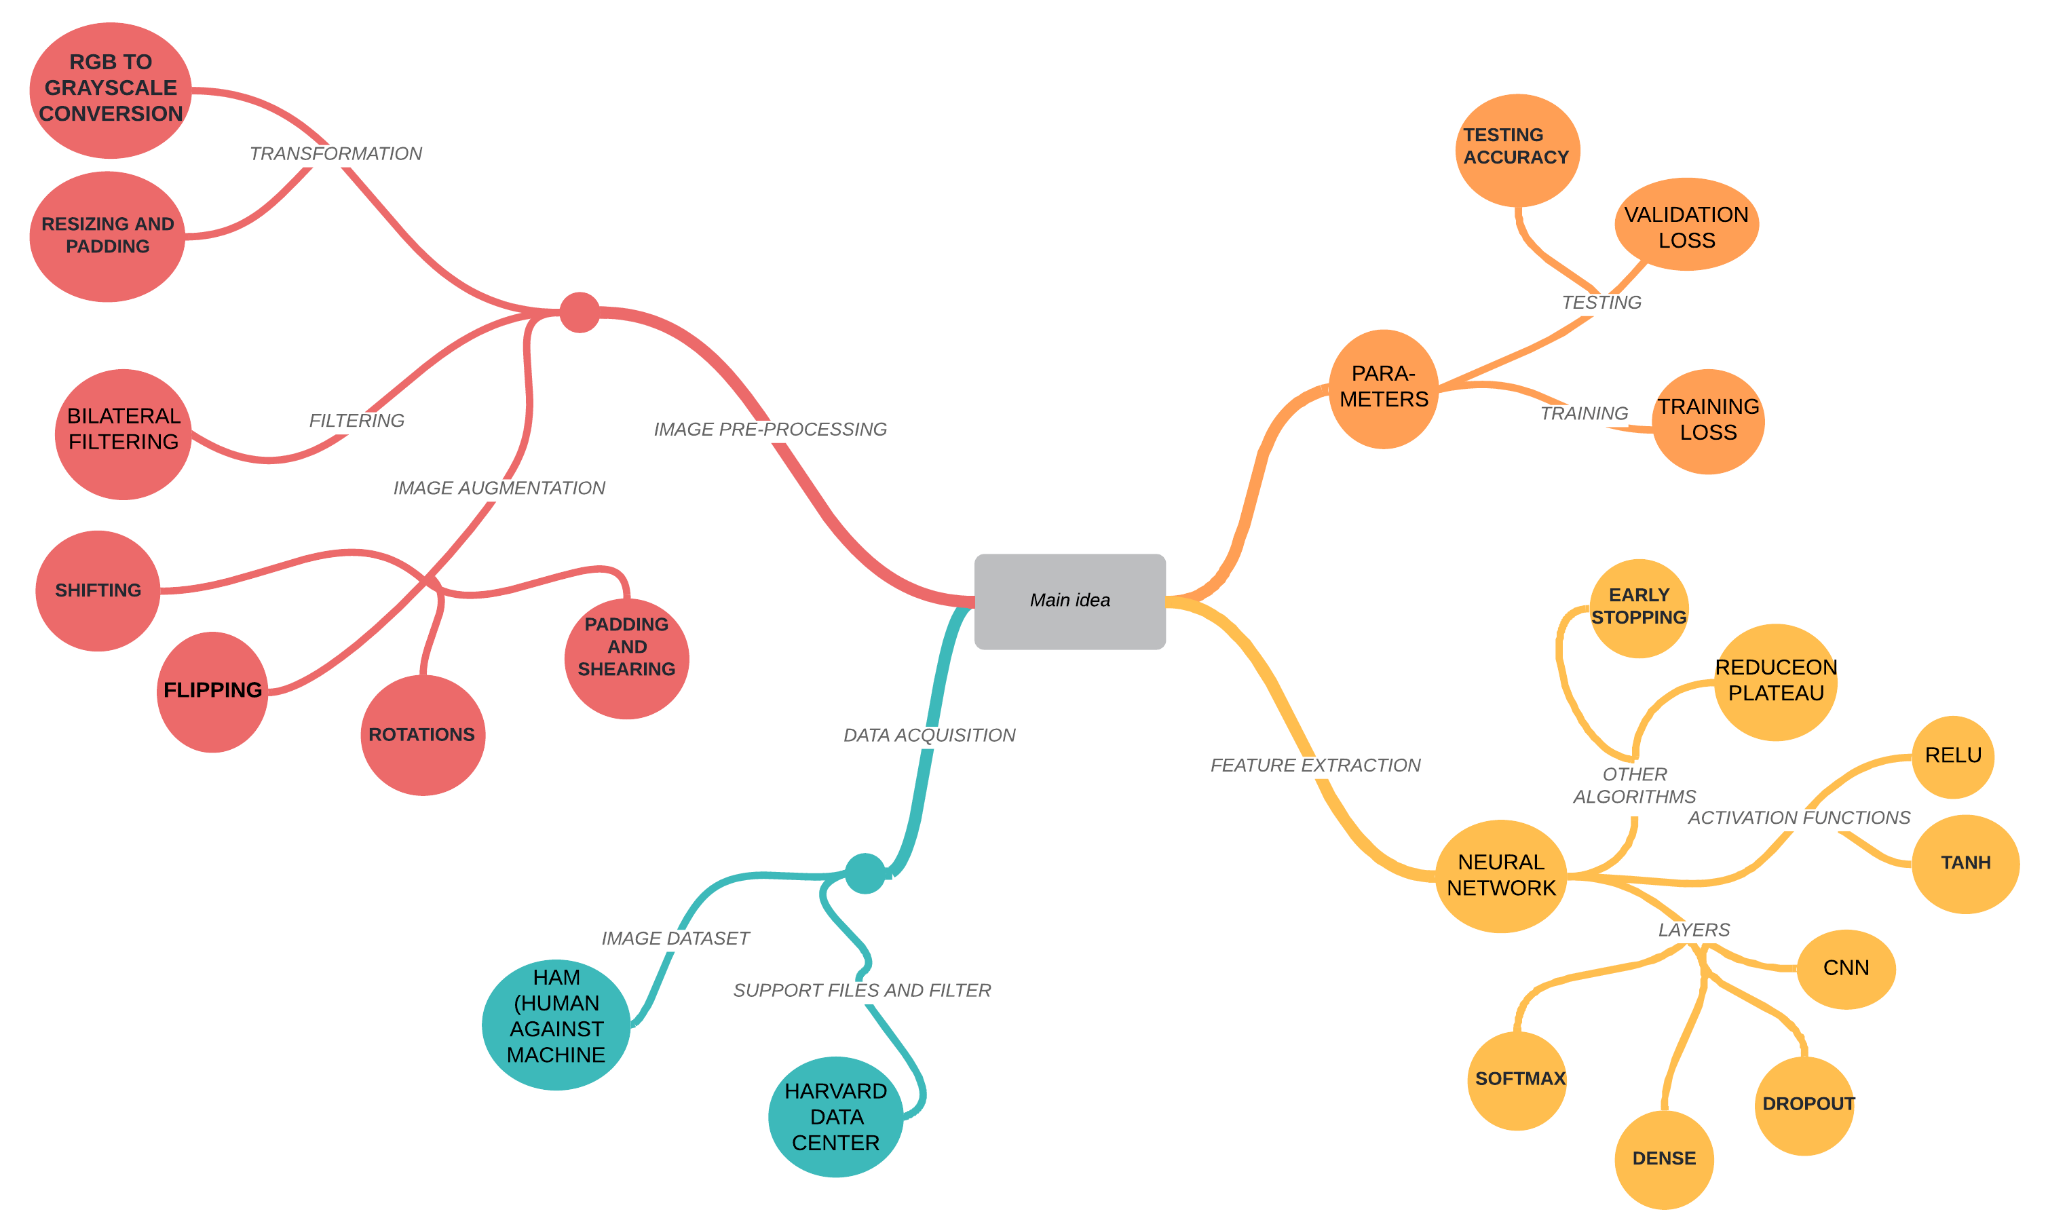 RGB TO
GRAYSCALE
CONVERSION
TRANSFORMATION
RESIZING AND
PADDING
BILATERAL
FILTERING
FILTERING
IMAGE AUGMENTATION
IMAGE PRE-PROCESSING
SHIFTING
FLIPPING
ROTATIONS
PADDING
AND
SHEARING
Main idea
DATA ACQUISITION
IMAGE DATASET
HAM
(HUMAN
AGAINST
MACHINE
SUPPORT FILES AND FILTER
HARVARD
DATA
CENTER
TESTING
ACCURACY
VALIDATION
LOSS
TESTING
PARA-
METERS
TRAINING
TRAINING
LOSS
FEATURE EXTRACTION
NEURAL
NETWORK
EARLY
STOPPING
REDUCEON
PLATEAU
OTHER
ALGORITHMS
ACTIVATION FUNCTIONS
RELU
TANH
LAYERS
CNN
SOFTMAX
DROPOUT
DENSE